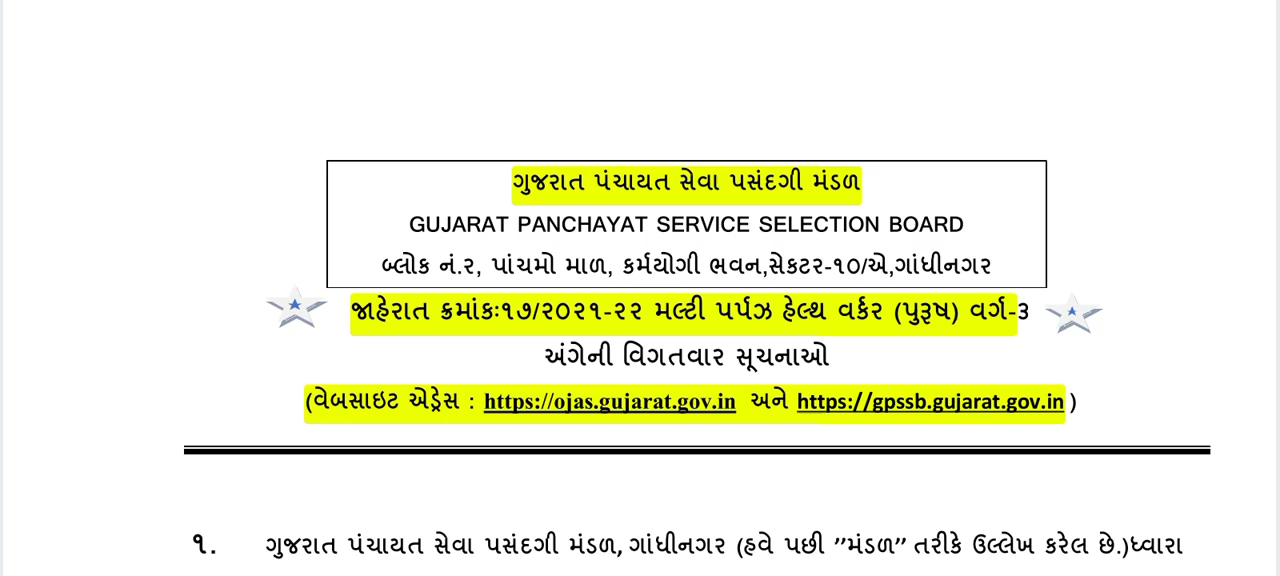 ગુજરાત પંચાયત સેવા પસંદગી મંડળ
GUJARAT PANCHAYAT SERVICE SELECTION BOARD
બ્લોક નં.૨, પાંચમો માળ, કર્મયોગી ભવન,સેકટર-૧૦/એ,ગાંધીનગર
જાહેરાત ક્રમાંકઃ૧૭/૨૦૨૧-૨૨ મલ્ટી પર્પઝ હેલ્થ વર્કર (પુરૂષ) વર્ગ-૩
અંગેની વિગતવાર સૂચનાઓ
(વેબસાઇટ એડ્રેસ : https://ojas.gujarat.gov.in અને https://gpssb.gujarat.gov.in )
૧. ગુજરાત પંચાયત સેવા પસંદગી મંડળ, ગાંધીનગર (હવે પછી ”મંડળ” તરીકે ઉલ્લેખ કરેલ છે.)ધ્વારા